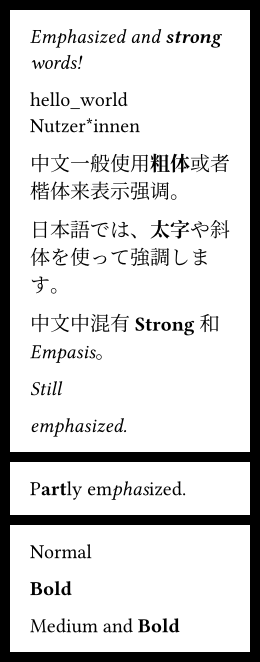 Emphasized and strong
words!
hello_world
Nutzer*innen
中文一般使用粗体或者
楷体来表示强调。
日本語では、太字や斜
体を使って強調しま
す。
中文中混有 Strong 和
Empasis。
Still
emphasized.
Partly emphasized.
Normal
Bold
Medium and Bold